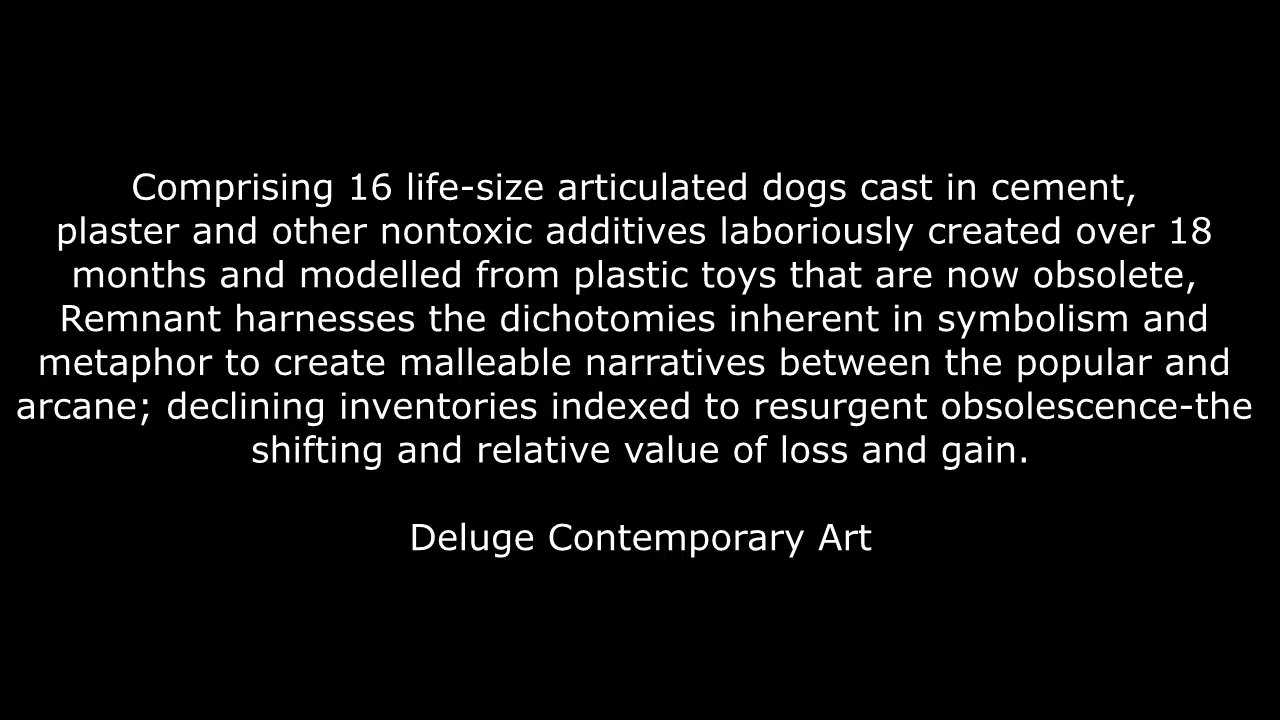 Comprising 16 life-size articulated dogs cast in cement,
plaster and other nontoxic additives laboriously created over 18
months and modelled from plastic toys that are now obsolete,
Remnant harnesses the dichotomies inherent in symbolism and
metaphor to create malleable narratives between the popular and
arcane; declining inventories indexed to resurgent obsolescence-the
shifting and relative value of loss and gain.
Deluge Contemporary Art